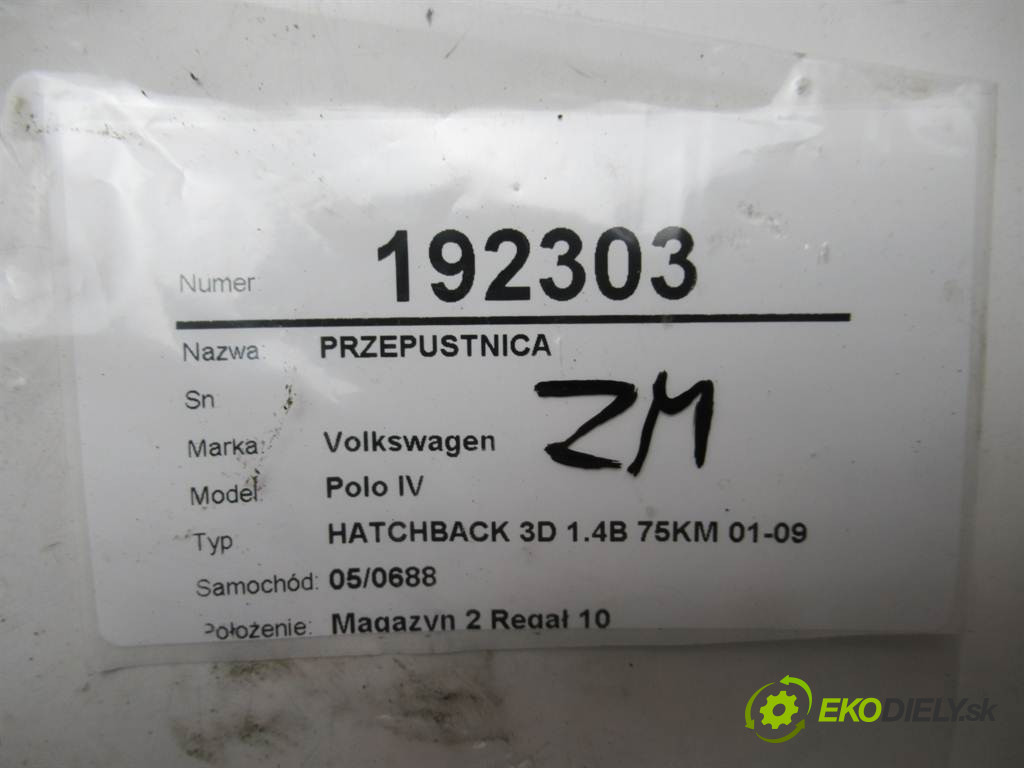 Numer: 192303
Nazwa: PRZEPUSTNICA
Sn
ZM
Marka: Volkswagen
Model: Polo IV
Typ HATCHBACK 3D 1.4B 75KM 01-09
Samochód: 05/0688
Położenie: Magazyn 2 Regał 10
EKODIELY.sk